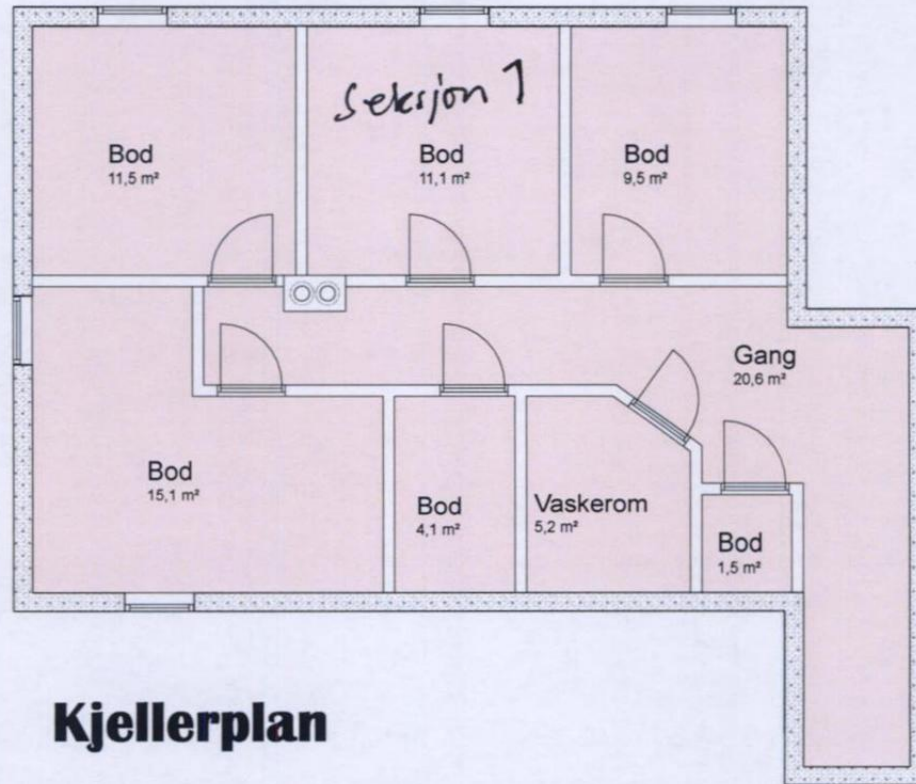 seksjon 1
Bod
11,5 m²
Bod
11,1 m²
Bod
9,5 m²
Gang
20,6 m²
Bod
15,1 m²
Bod
4,1 m²
Vaskerom
5,2 m²
Bod
1,5 m²
Kjellerplan